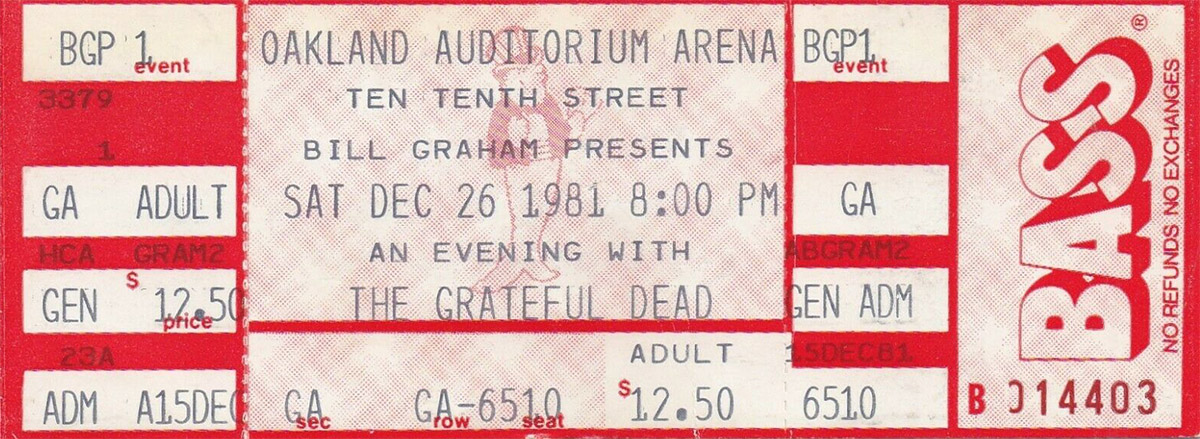 BGP 1
event
3379
1
GA ADULT
HCA GRAM2
$
GEN 12.50
price
23A
ADM A15DEC
OAKLAND AUDITORIUM ARENA
TEN TENTH STREET
BILL GRAHAM PRESENTS
SAT DEC 26 1981 8:00 PM
AN EVENING WITH
THE GRATEFUL DEAD
ADULT
GA GA-6510 $12.50
sec row seat
BGP1
event
GA
ABGRAM2
GEN ADM
15DEC81
6510
BASS®
NO REFUNDS NO EXCHANGES
B 014403